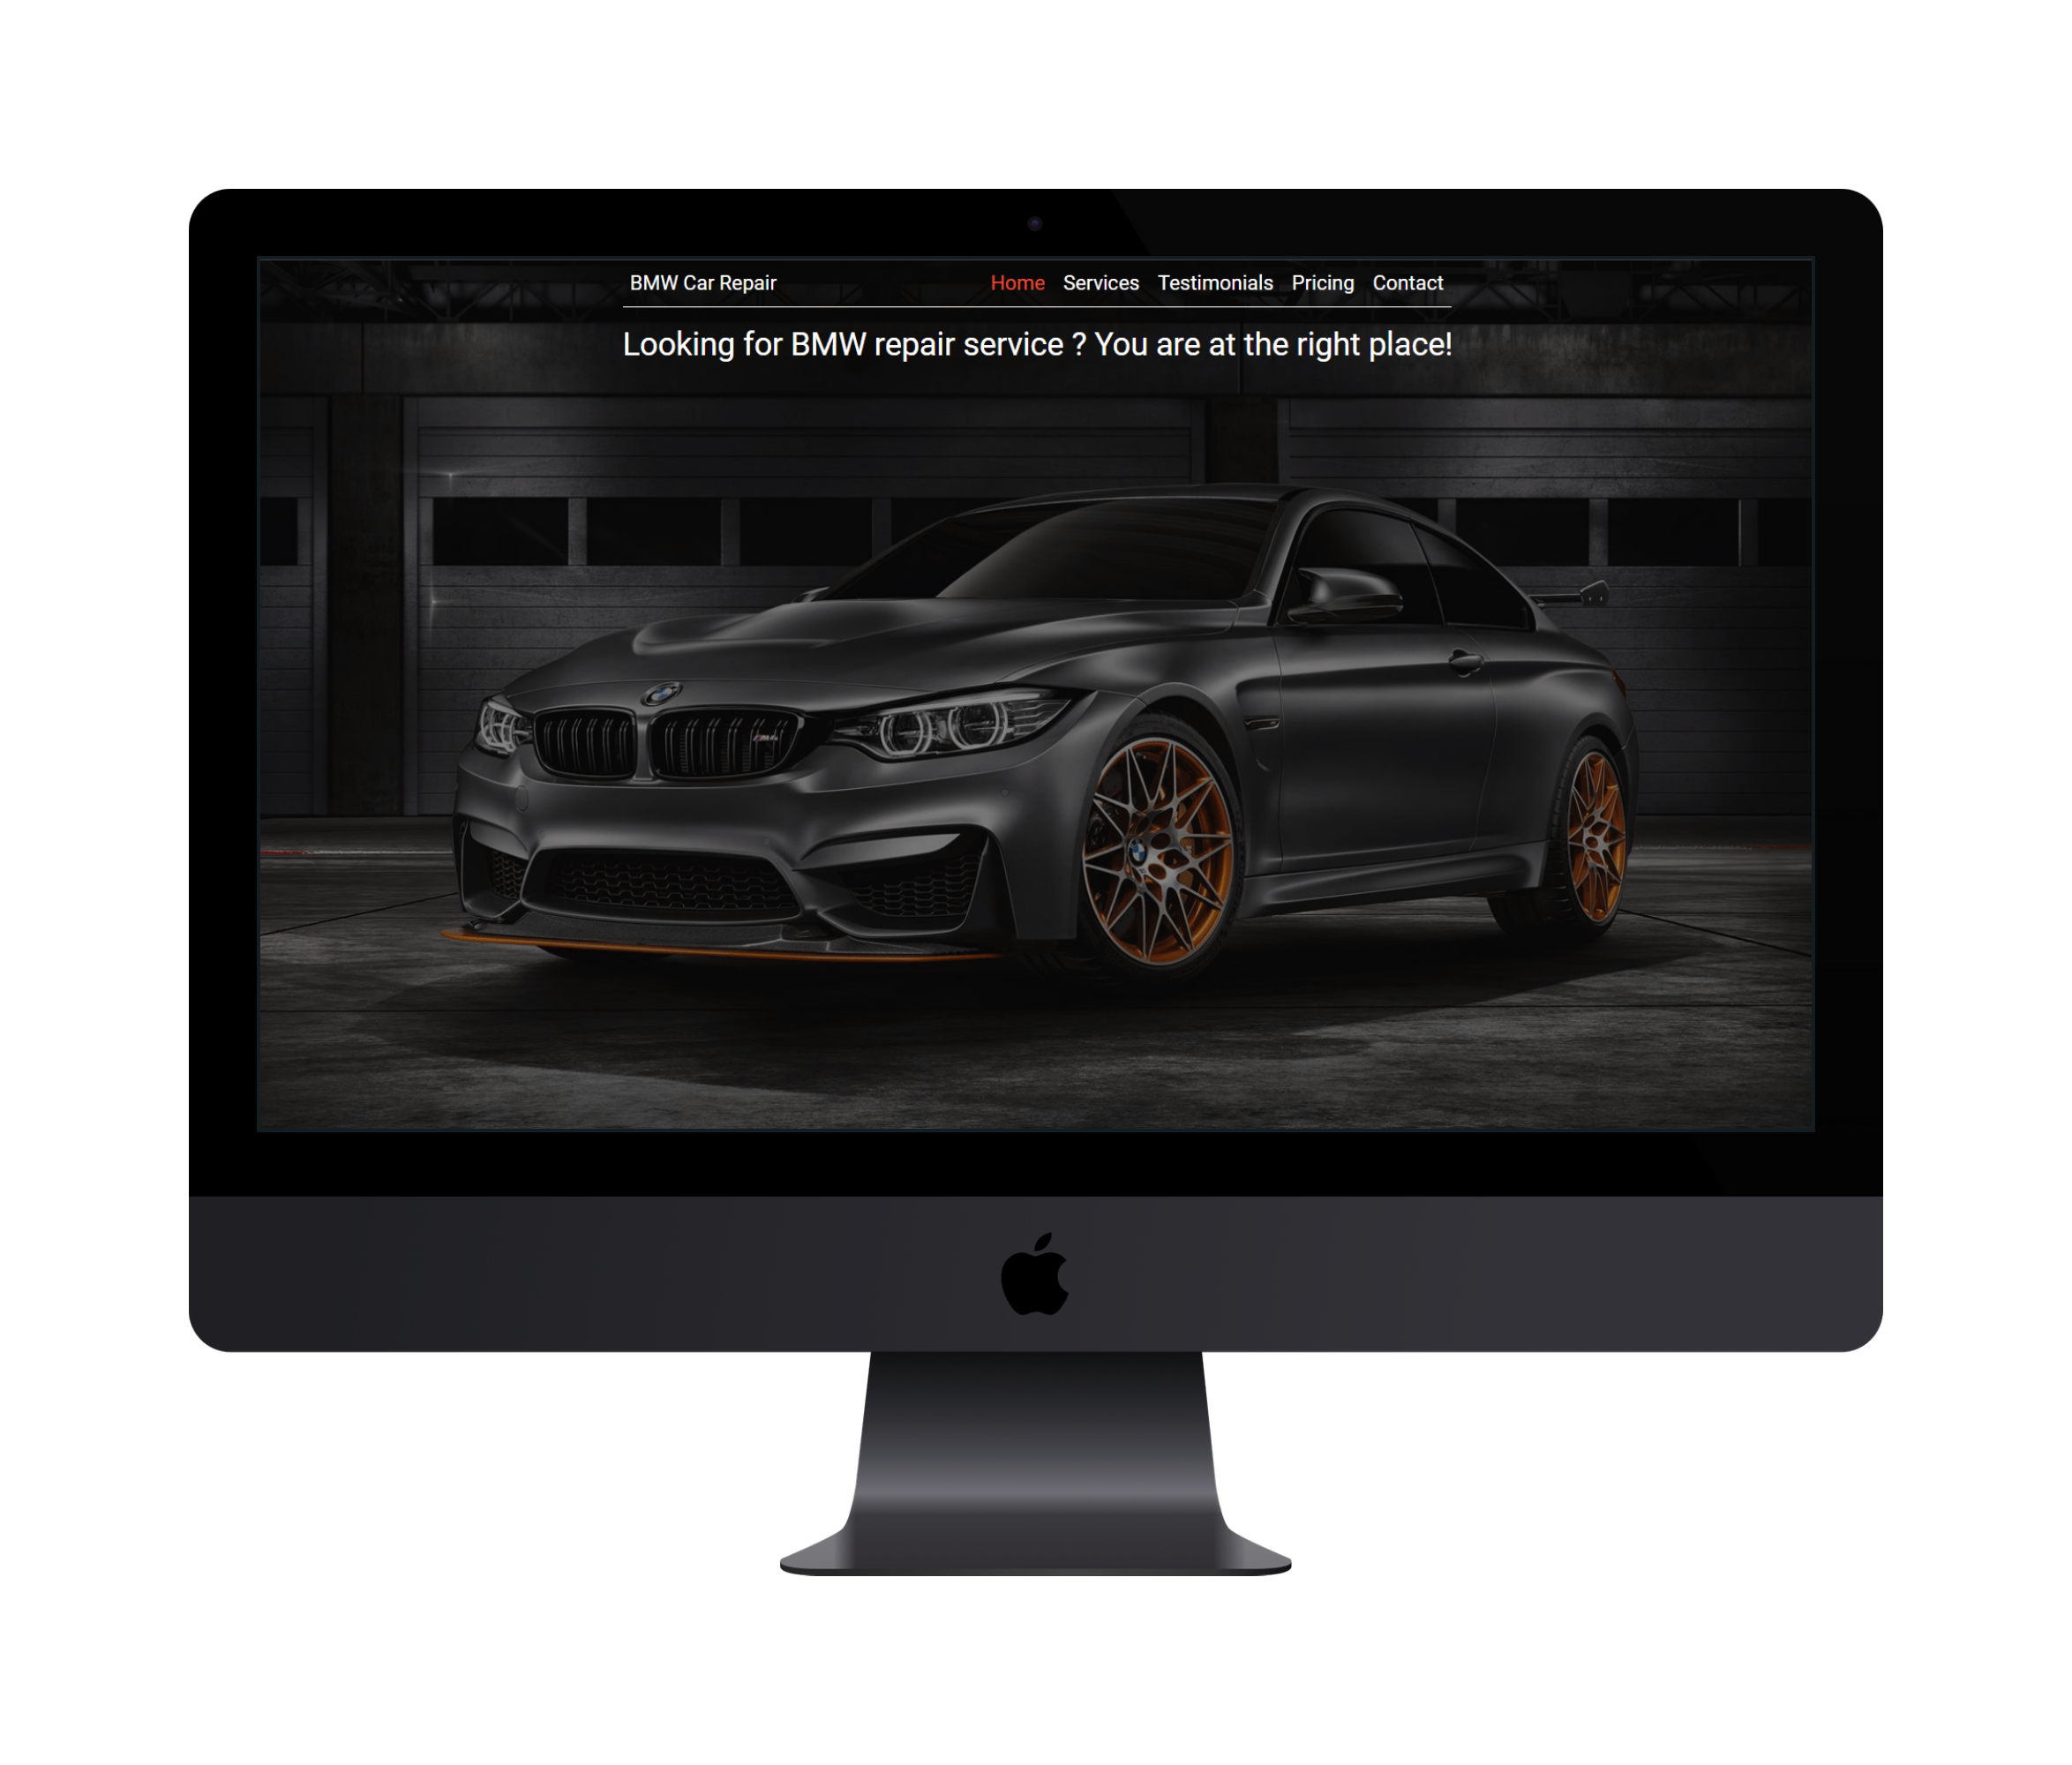 BMW Car Repair Home Services Testimonials Pricing Contact
Looking for BMW repair service ? You are at the right place!
M4